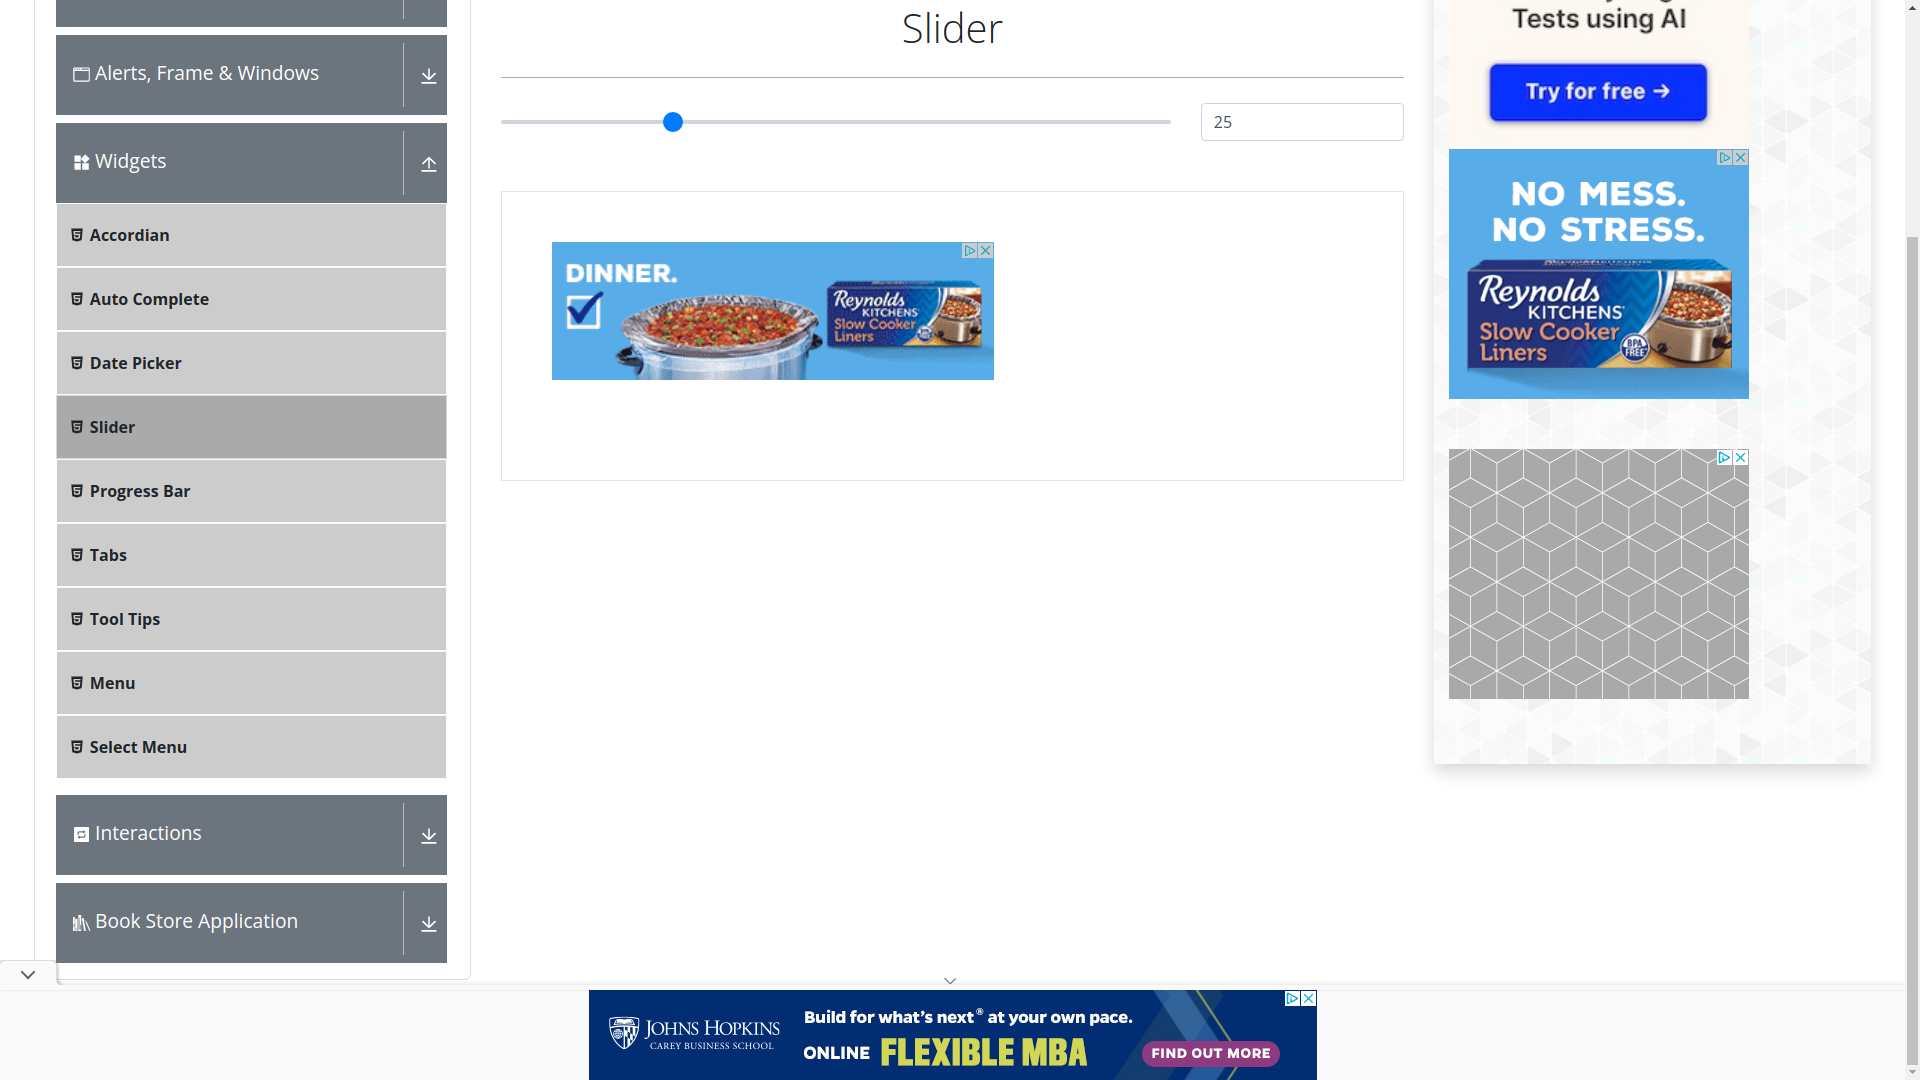 Alerts, Frame & Windows
Widgets
Accordian
Auto Complete
Date Picker
Slider
Progress Bar
Tabs
Tool Tips
Menu
Select Menu
Interactions
Book Store Application
Slider
25
DINNER.
Reynolds
KITCHENS
Slow Cooker
Liners
Tests using AI
Try for free →
NO MESS.
NO STRESS.
Reynolds
KITCHENS
Slow Cooker
Liners
BPA
FREE
JOHNS HOPKINS
CAREY BUSINESS SCHOOL
Build for what's next® at your own pace.
ONLINE FLEXIBLE MBA
FIND OUT MORE